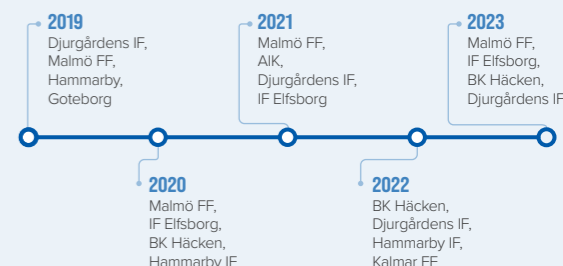 2019
Djurgårdens IF,
Malmö FF,
Hammarby,
Goteborg
2021
Malmö FF,
AIK,
Djurgårdens IF,
IF Elfsborg
2023
Malmö FF,
IF Elfsborg,
BK Häcken,
Djurgårdens IF
2020
Malmö FF,
IF Elfsborg,
BK Häcken,
Hammarby IF
2022
BK Häcken,
Djurgårdens IF,
Hammarby IF,
Kalmar FF